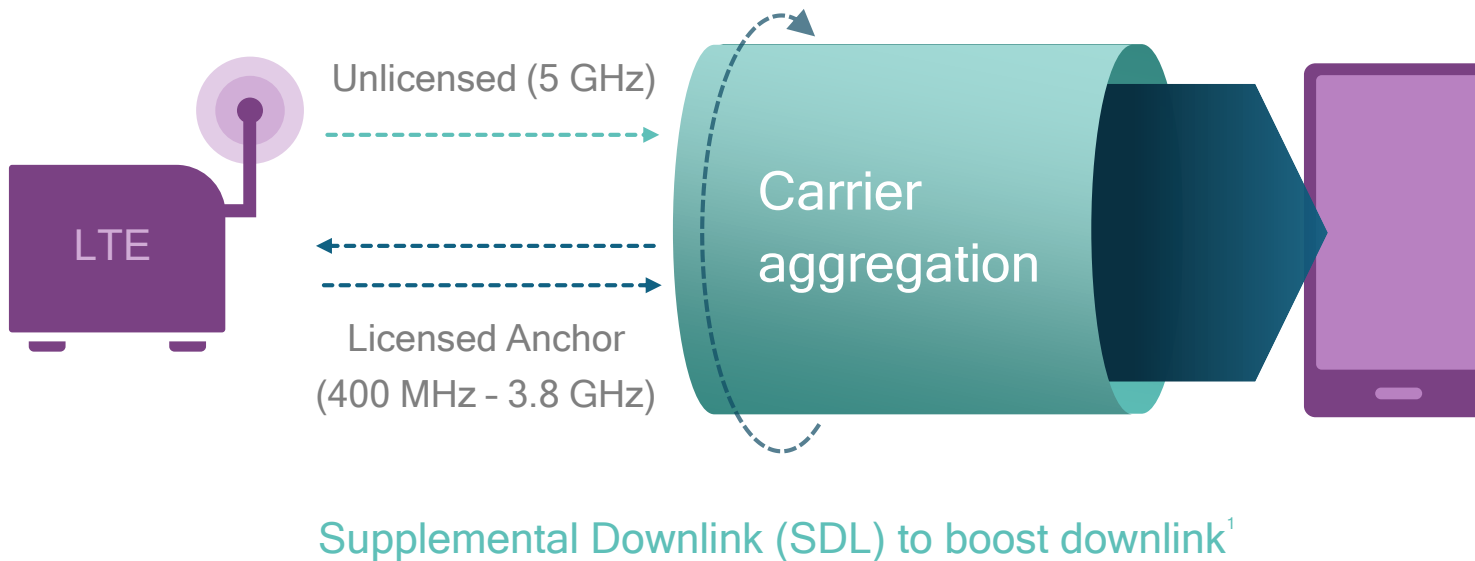 Unlicensed (5 GHz)
LTE
Carrier
aggregation
Licensed Anchor
(400 MHz - 3.8 GHz)
Supplemental Downlink (SDL) to boost downlink¹